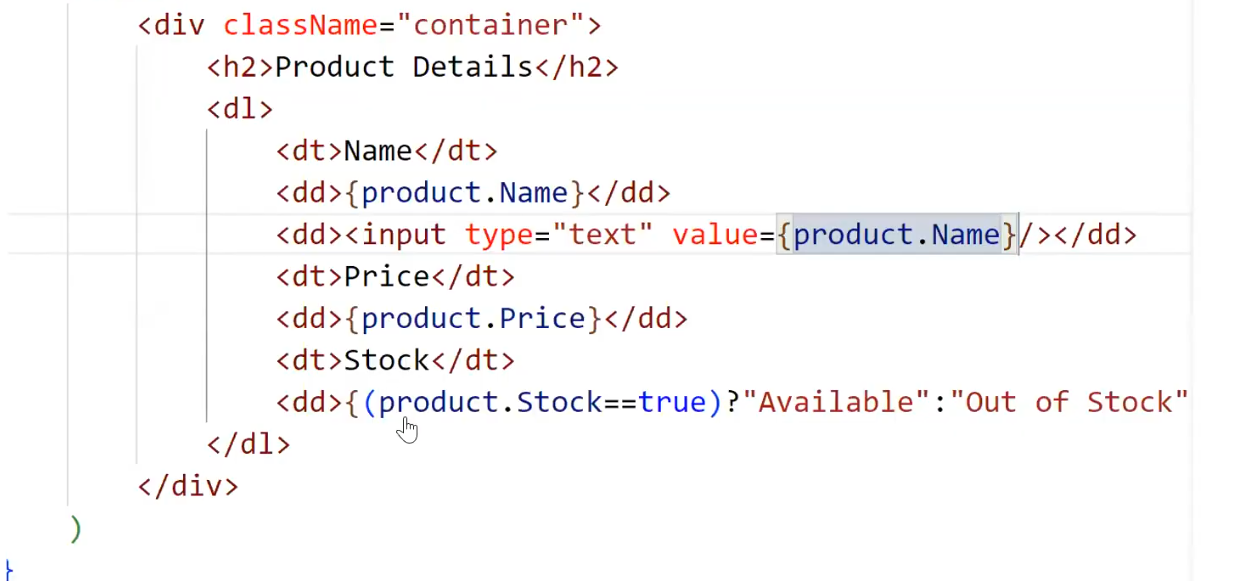 <div className="container">
<h2>Product Details</h2>
<dl>
<dt>Name</dt>
<dd>{product.Name}</dd>
<dd><input type="text" value={product.Name}/></dd>
<dt>Price</dt>
<dd>{product.Price}</dd>
<dt>Stock</dt>
<dd>{(product.Stock==true)?"Available":"Out of Stock"
</dl>
</div>
)
}